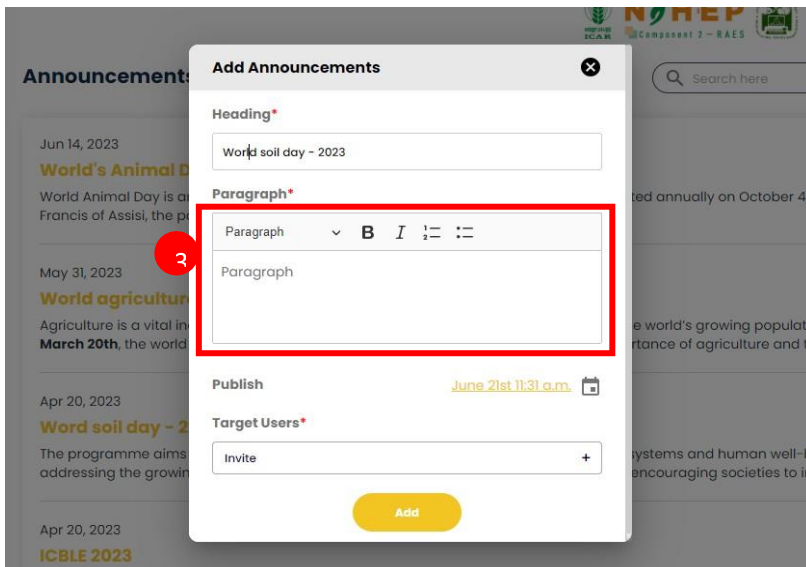 NAHEP
ICAR
Component 2 – RAES
Announcements
Search here
Jun 14, 2023
World's Animal D
World Animal Day is a
ted annually on October 4
Francis of Assisi, the p
May 31, 2023
World agricultur
Agriculture is a vital in
e world's growing populat
March 20th, the world
rtance of agriculture and
Apr 20, 2023
Word soil day - 2
The programme aims
systems and human well-
addressing the growin
encouraging societies to i
Apr 20, 2023
ICBLE 2023
Add Announcements
Heading*
World soil day - 2023
Paragraph*
Paragraph
B I
3
Paragraph
Publish
June 21st 11:31 a.m.
Target Users*
Invite +
Add